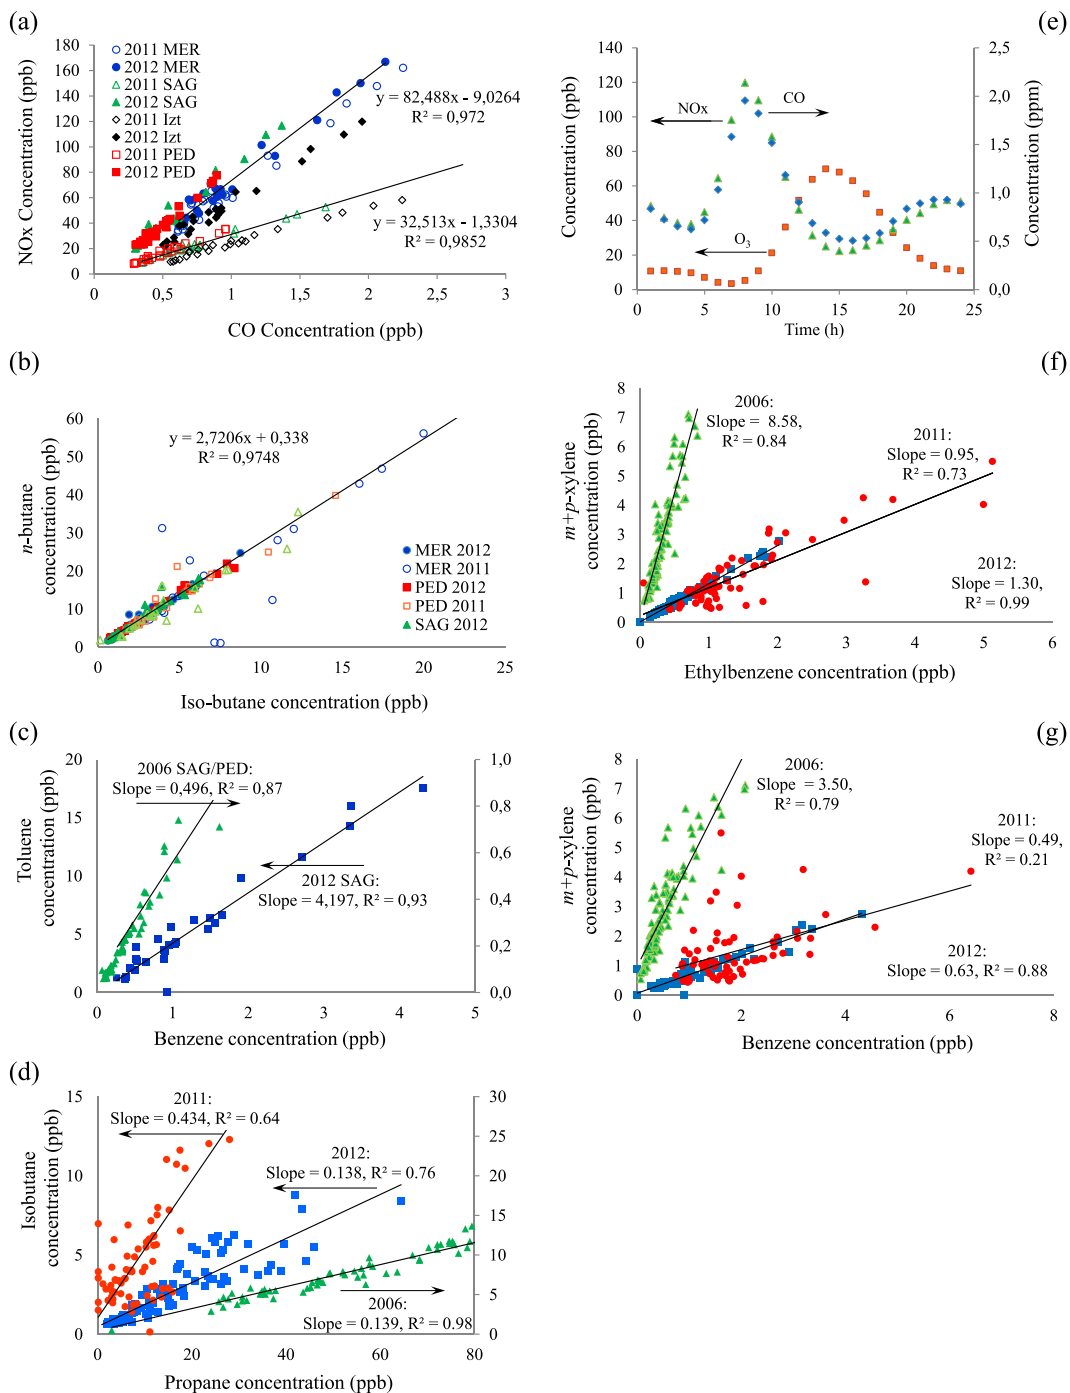 (a)
NOx Concentration (ppb)
180
160
140
120
100
80
60
40
20
0
0
0,5
1
1,5
2
2,5
3
CO Concentration (ppb)
2011 MER
2012 MER
2011 SAG
2012 SAG
2011 Izt
2012 Izt
2011 PED
2012 PED
y = 82,488x - 9,0264
R² = 0,972
y = 32,513x - 1,3304
R² = 0,9852
(e)
Concentration (ppb)
140
120
100
80
60
40
20
0
2,5
2,0
1,5
1,0
0,5
0,0
Concentration (ppm)
NOx
CO
O3
0
5
10
15
20
25
Time (h)
(b)
n-butane
concentration (ppb)
60
50
40
30
20
10
0
0
5
10
15
20
25
Iso-butane concentration (ppb)
y = 2,7206x + 0,338
R² = 0,9748
MER 2012
MER 2011
PED 2012
PED 2011
SAG 2012
(f)
m+p-xylene
concentration (ppb)
8
7
6
5
4
3
2
1
0
0
1
2
3
4
5
6
Ethylbenzene concentration (ppb)
2006:
Slope = 8.58,
R² = 0.84
2011:
Slope = 0.95,
R² = 0.73
2012:
Slope = 1.30,
R² = 0.99
(c)
Toluene
concentration (ppb)
20
15
10
5
0
1,0
0,8
0,6
0,4
0,2
0,0
0
1
2
3
4
5
Benzene concentration (ppb)
2006 SAG/PED:
Slope = 0,496, R² = 0,87
2012 SAG:
Slope = 4,197, R² = 0,93
(g)
m+p-xylene
concentration (ppb)
8
7
6
5
4
3
2
1
0
0
2
4
6
8
Benzene concentration (ppb)
2006:
Slope = 3.50,
R² = 0.79
2011:
Slope = 0.49,
R² = 0.21
2012:
Slope = 0.63, R² = 0.88
(d)
Isobutane
concentration (ppb)
15
10
5
0
30
25
20
15
10
5
0
0
20
40
60
80
Propane concentration (ppb)
2011:
Slope = 0.434, R² = 0.64
2012:
Slope = 0.138, R² = 0.76
2006:
Slope = 0.139, R² = 0.98